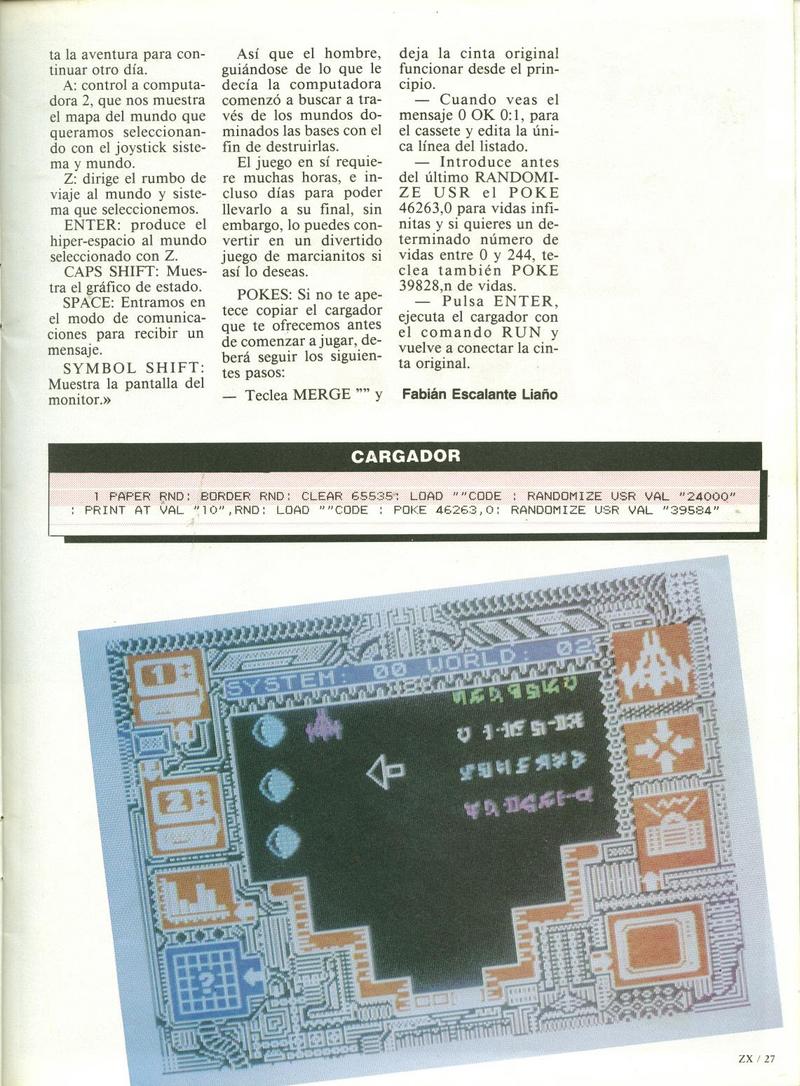 ta la aventura para con-
tinuar otro día.
A: control a computa-
dora 2, que nos muestra
el mapa del mundo que
queramos seleccionan-
do con el joystick siste-
ma y mundo.
Z: dirige el rumbo de
viaje al mundo y siste-
ma que seleccionemos.
ENTER: produce el
hiper-espacio al mundo
seleccionado con Z.
CAPS SHIFT: Mues-
tra el gráfico de estado.
SPACE: Entramos en
el modo de comunica-
ciones para recibir un
mensaje.
SYMBOL SHIFT:
Muestra la pantalla del
monitor.»
Así que el hombre,
guiándose de lo que le
decía la computadora
comenzó a buscar a tra-
vés de los mundos do-
minados las bases con el
fin de destruirlas.
El juego en sí requie-
re muchas horas, e in-
cluso días para poder
llevarlo a su final, sin
embargo, lo puedes con-
vertir en un divertido
juego de marcianitos si
así lo deseas.
POKES: Si no te ape-
tece copiar el cargador
que te ofrecemos antes
de comenzar a jugar, de-
berá seguir los siguien-
tes pasos:
— Teclea MERGE "" y
deja la cinta original
funcionar desde el prin-
cipio.
— Cuando veas el
mensaje 0 OK 0:1, para
el cassete y edita la úni-
ca línea del listado.
— Introduce antes
del último RANDOMI-
ZE USR el POKE
46263,0 para vidas infi-
nitas y si quieres un de-
terminado número de
vidas entre 0 y 244, te-
clea también POKE
39828,n de vidas.
— Pulsa ENTER,
ejecuta el cargador con
el comando RUN y
vuelve a conectar la cin-
ta original.
Fabián Escalante Liaño
CARGADOR
1 PAPER RND: BORDER RND: CLEAR 65535: LOAD ""CODE : RANDOMIZE USR VAL "24000"
: PRINT AT VAL "10",RND: LOAD ""CODE : POKE 46263,0: RANDOMIZE USR VAL "39584"
SYSTEM: 00 WORLD: 02
1
2
ZX / 27